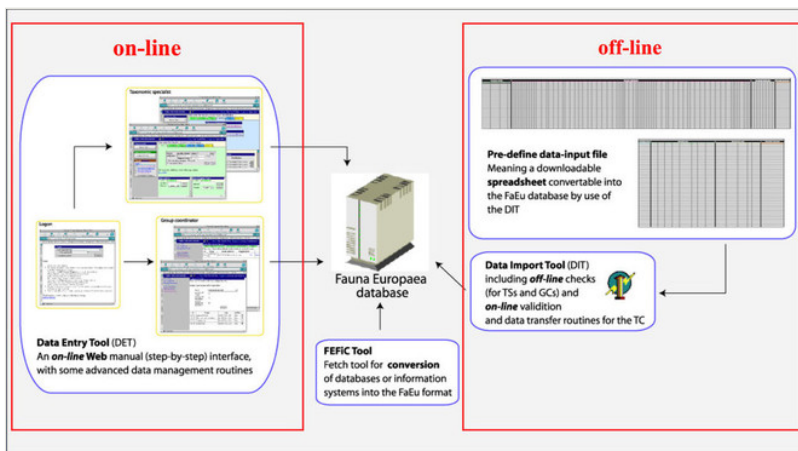 on-line
Taxonomic specialist
Logon
Group coordinator
Data Entry Tool (DET)
An on-line Web manual (step-by-step) interface,
with some advanced data management routines
Fauna Europaea
database
FEFiC Tool
Fetch tool for conversion
of databases or information
systems into the FaEu format
off-line
Pre-define data-input file
Meaning a downloadable
spreadsheet convertable into
the FaEu database by use of
the DIT
Data Import Tool (DIT)
including off-line checks
(for TSs and GCs) and
on-line validition
and data transfer routines for the TC